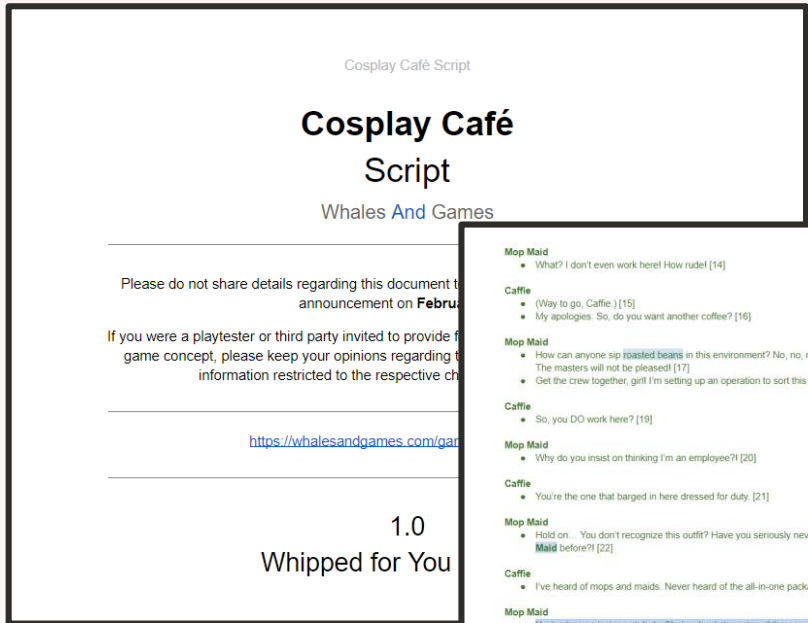 Cosplay Café Script
Cosplay Café
Script
Whales And Games
Please do not share details regarding this document
announcement on
If you were a playtester or third party invited to provide
game concept, please keep your opinions regarding
information restricted to the respective
https://whalesandgames.com/
1.0
Whipped for You
Mop Maid
• What? I don't even work here! How rude! [14]
Caffie
• (Way to go, Caffie.) [15]
• My apologies. So, do you want another coffee? [16]
Mop Maid
• How can anyone sip roasted beans in this environment? No, no,
The masters will not be pleased! [17]
• Get the crew together, girl! I'm setting up an operation to sort this
Caffie
• So, you DO work here? [19]
Mop Maid
• Why do you insist on thinking I'm an employee?! [20]
Caffie
• You're the one that barged in here dressed for duty. [21]
Mop Maid
• Hold on... You don't recognize this outfit? Have you seriously
Maid before?! [22]
Caffie
• I've heard of mops and maids. Never heard of the all-in-one
Mop Maid